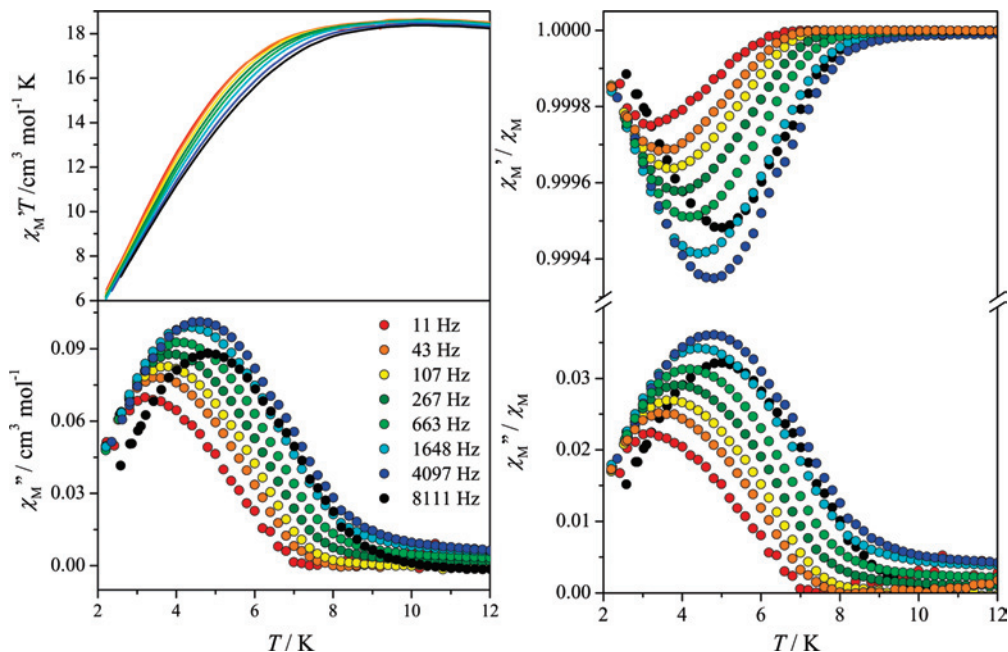 χM'T /cm³ mol⁻¹ K
18
16
14
12
10
8
6
χM'' / cm³ mol⁻¹
0.09
0.06
0.03
0.00
11 Hz
43 Hz
107 Hz
267 Hz
663 Hz
1648 Hz
4097 Hz
8111 Hz
2 4 6 8 10 12
T / K
χM' / χM
1.0000
0.9998
0.9996
0.9994
χM'' / χM
0.03
0.02
0.01
0.00
2 4 6 8 10 12
T / K